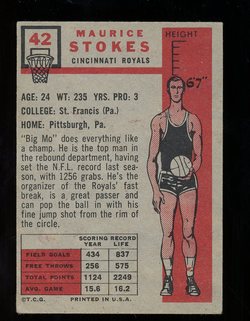 42
MAURICE
STOKES
CINCINNATI ROYALS
HEIGHT
6'7"
AGE: 24 WT: 235 YRS. PRO: 3
COLLEGE: St. Francis (Pa.)
HOME: Pittsburgh, Pa.
"Big Mo" does everything like
a champ. He is the top man in
the rebound department, having
set the N.F.L. record last sea-
son, with 1256 grabs. He's the
organizer of the Royals' fast
break, is a great passer and
can pop the ball in with his
fine jump shot from the rim of
the circle.
SCORING RECORD
YEAR LIFE
FIELD GOALS 434 837
FREE THROWS 256 575
TOTAL POINTS 1124 2249
AVG. GAME 15.6 16.2
©T.C.G. PRINTED IN U.S.A.